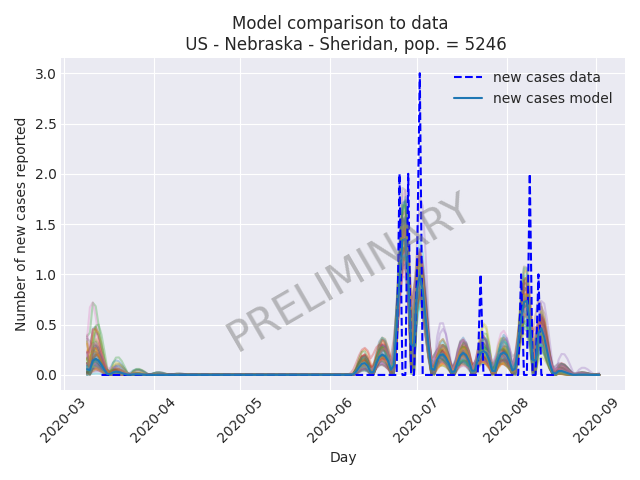 Model comparison to data
US - Nebraska - Sheridan, pop. = 5246
new cases data
new cases model
PRELIMINARY
Number of new cases reported
3.0
2.5
2.0
1.5
1.0
0.5
0.0
2020-03
2020-04
2020-05
2020-06
2020-07
2020-08
2020-09
Day